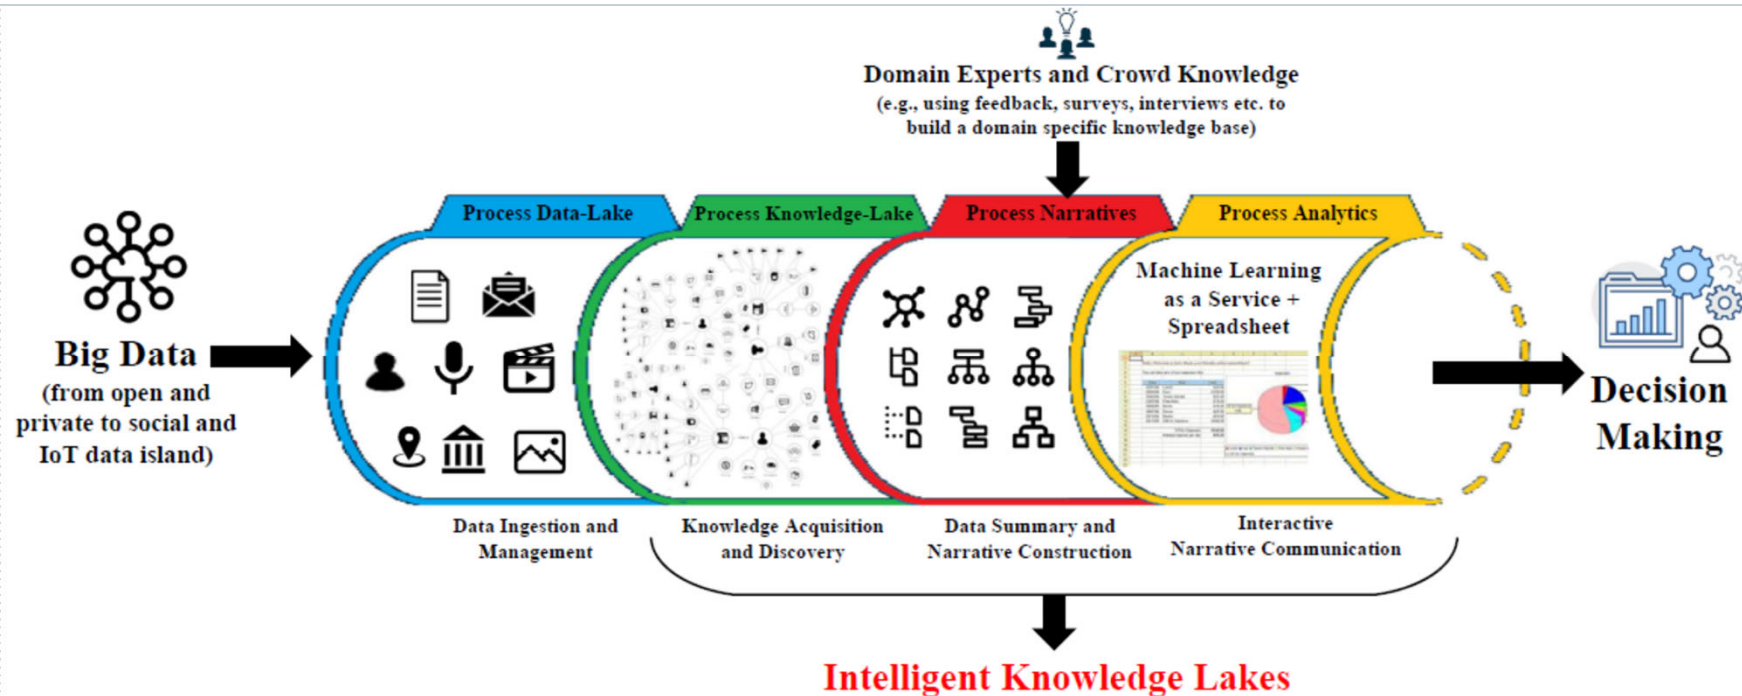 Domain Experts and Crowd Knowledge
(e.g., using feedback, surveys, interviews etc. to
build a domain specific knowledge base)
Process Data-Lake
Process Knowledge-Lake
Process Narratives
Process Analytics
Big Data
(from open and
private to social and
IoT data island)
Machine Learning
as a Service +
Spreadsheet
Decision
Making
Data Ingestion and
Management
Knowledge Acquisition
and Discovery
Data Summary and
Narrative Construction
Interactive
Narrative Communication
Intelligent Knowledge Lakes